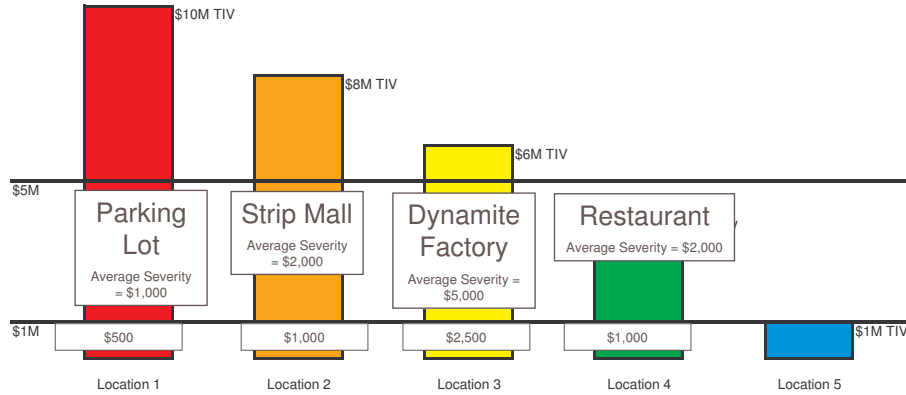 $10M TIV
$8M TIV
$6M TIV
$5M
Parking
Lot
Average Severity
= $1,000
Strip Mall
Average Severity
= $2,000
Dynamite
Factory
Average Severity =
$5,000
Restaurant
Average Severity = $2,000
$1M
$500
$1,000
$2,500
$1,000
$1M TIV
Location 1
Location 2
Location 3
Location 4
Location 5